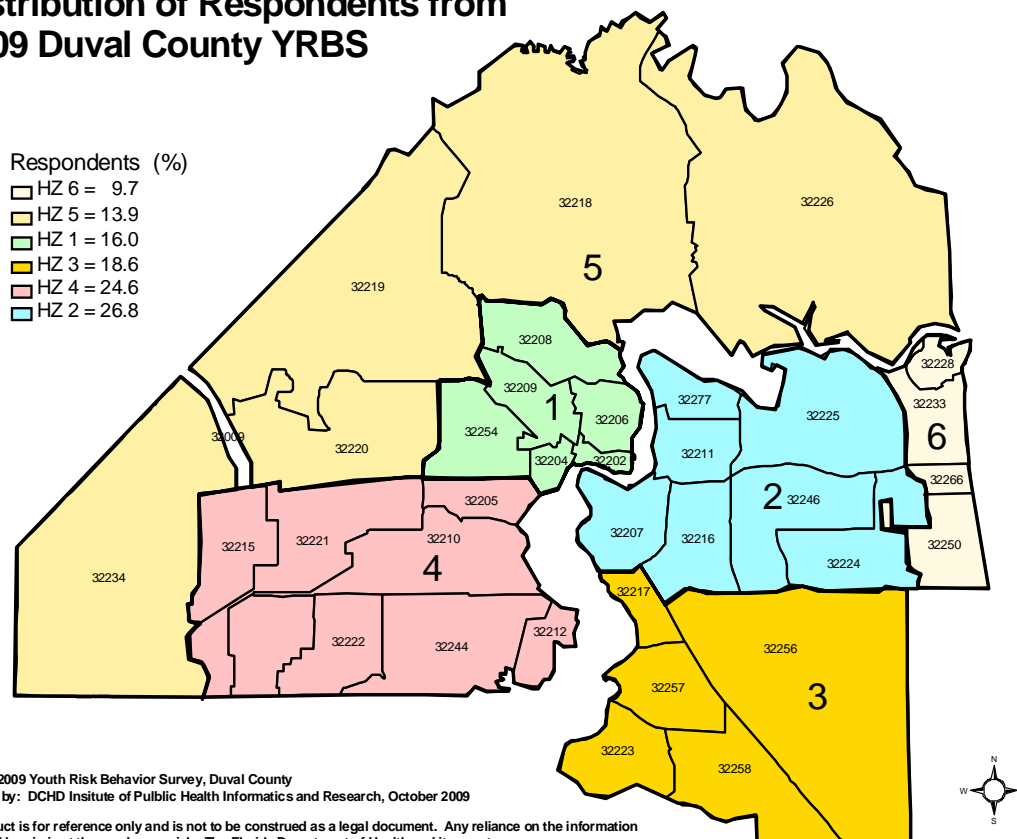 stribution of Respondents from
09 Duval County YRBS
Respondents (%)
HZ 6 = 9.7
HZ 5 = 13.9
HZ 1 = 16.0
HZ 3 = 18.6
HZ 4 = 24.6
HZ 2 = 26.8
32218
32226
5
32219
32208
32228
32209
32277
32233
1
32225
32206
32254
6
32009
32220
32211
32204
32202
32266
32205
2
32246
32207
32210
32216
32215
32221
32250
4
32224
32234
32217
32212
32222
32244
32256
32257
3
32223
32258
N
W
S
2009 Youth Risk Behavior Survey, Duval County
by: DCHD Insitute of Pulblic Health Informatics and Research, October 2009
uct is for reference only and is not to be construed as a legal document. Any reliance on the information